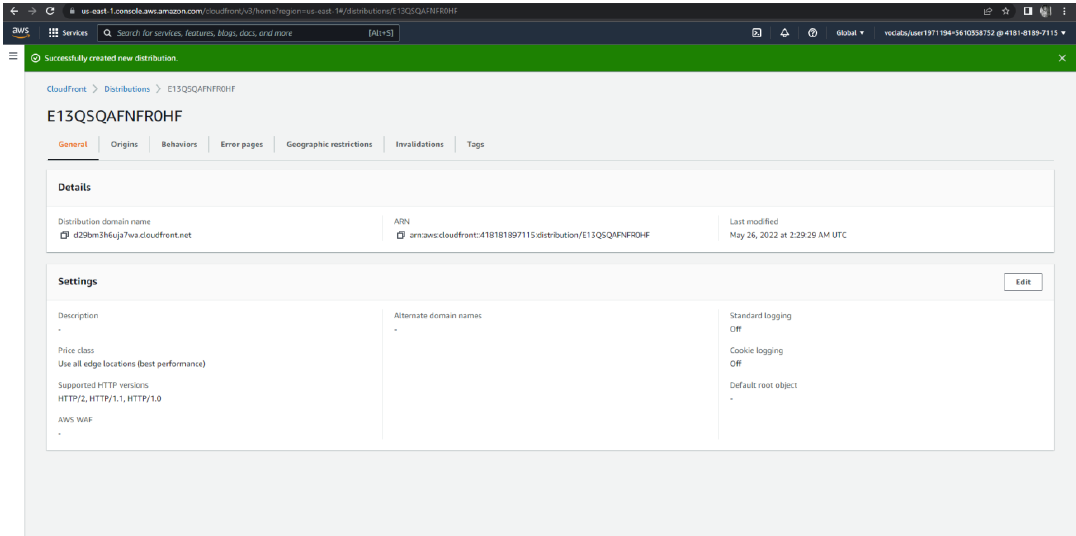 us-east-1.console.aws.amazon.com/cloudfront/v3/home?region=us-east-1#/distributions/E13QSQAFNFR0HF
aws Services Search for services, features, blogs, docs, and more [Alt+S] Global voclabs/user1971194=5610358752 @ 4181-8189-7115
Successfully created new distribution.
CloudFront > Distributions > E13QSQAFNFR0HF
E13QSQAFNFR0HF
General Origins Behaviors Error pages Geographic restrictions Invalidations Tags
Details
Distribution domain name ARN Last modified
d29bm3h6uja7wa.cloudfront.net arn:aws:cloudfront::418181897115:distribution/E13QSQAFNFR0HF May 26, 2022 at 2:29:29 AM UTC
Settings Edit
Description Alternate domain names Standard logging
- - Off
Price class Cookie logging
Use all edge locations (best performance) Off
Supported HTTP versions Default root object
HTTP/2, HTTP/1.1, HTTP/1.0 -
AWS WAF
-